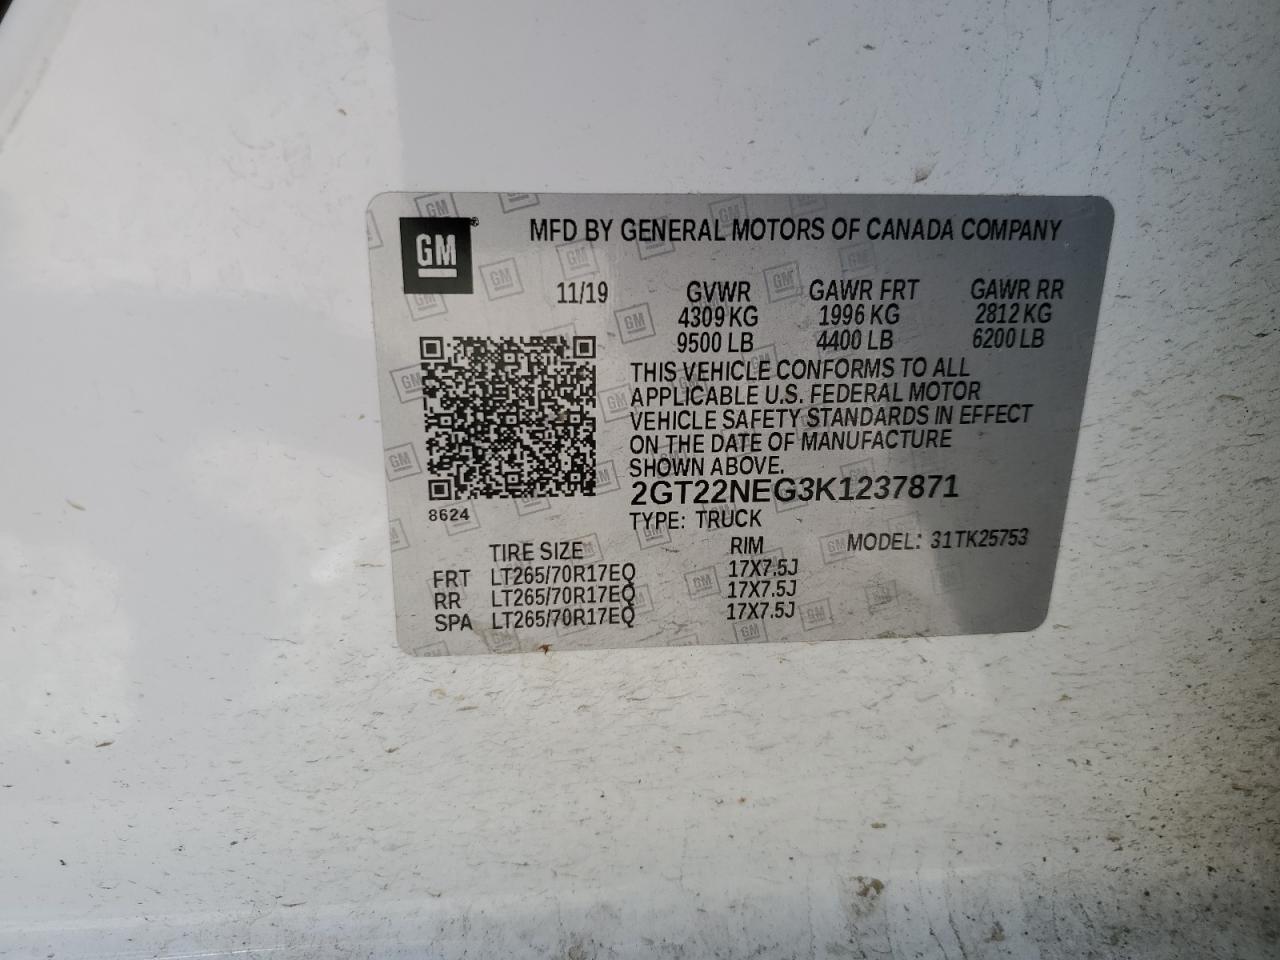 GM
MFD BY GENERAL MOTORS OF CANADA COMPANY
11/19 GVWR GAWR FRT GAWR RR
4309 KG 1996 KG 2812 KG
9500 LB 4400 LB 6200 LB
THIS VEHICLE CONFORMS TO ALL
APPLICABLE U.S. FEDERAL MOTOR
VEHICLE SAFETY STANDARDS IN EFFECT
ON THE DATE OF MANUFACTURE
SHOWN ABOVE.
2GT22NEG3K1237871
8624
TYPE: TRUCK
TIRE SIZE RIM MODEL: 31TK25753
FRT LT265/70R17EQ 17X7.5J
RR LT265/70R17EQ 17X7.5J
SPA LT265/70R17EQ 17X7.5J